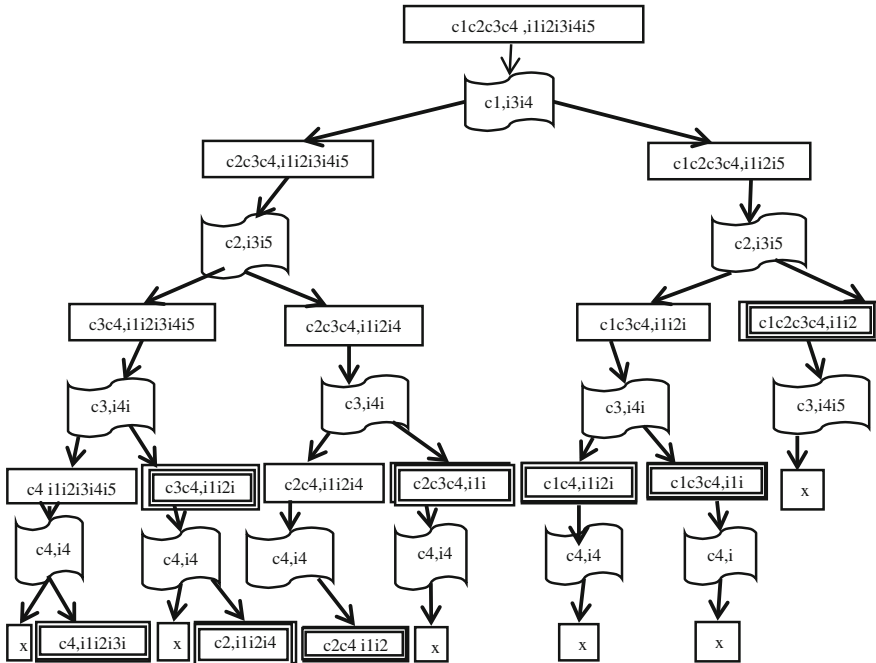 c1c2c3c4 ,i1i2i3i4i5
c1,i3i4
c2c3c4,i1i2i3i4i5
c1c2c3c4,i1i2i5
c2,i3i5
c2,i3i5
c3c4,i1i2i3i4i5
c2c3c4,i1i2i4
c1c3c4,i1i2i
c1c2c3c4,i1i2
c3,i4i
c3,i4i
c3,i4i
c3,i4i5
c4 i1i2i3i4i5
c3c4,i1i2i
c2c4,i1i2i4
c2c3c4,i1i
c1c4,i1i2i
c1c3c4,i1i
x
c4,i4
c4,i4
c4,i4
c4,i4
c4,i4
c4,i
x
c4,i1i2i3i
x
c2,i1i2i4
c2c4 i1i2
x
x
x